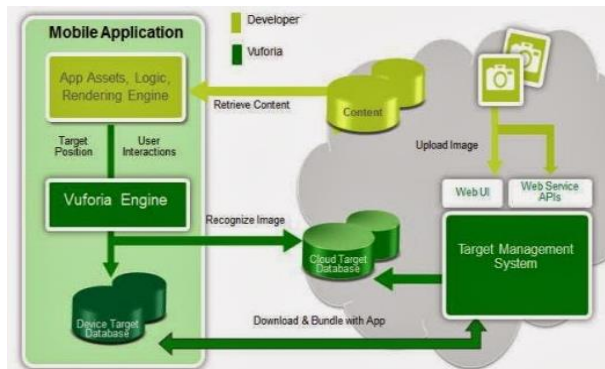 Mobile Application
Developer
Vuforia
App Assets, Logic,
Rendering Engine
Retrieve Content
Content
Target
Position
User
Interactions
Upload Image
Vuforia Engine
Web UI
Web Service
APIs
Recognize Image
Cloud Target
Database
Target Management
System
Device Target
Database
Download & Bundle with App